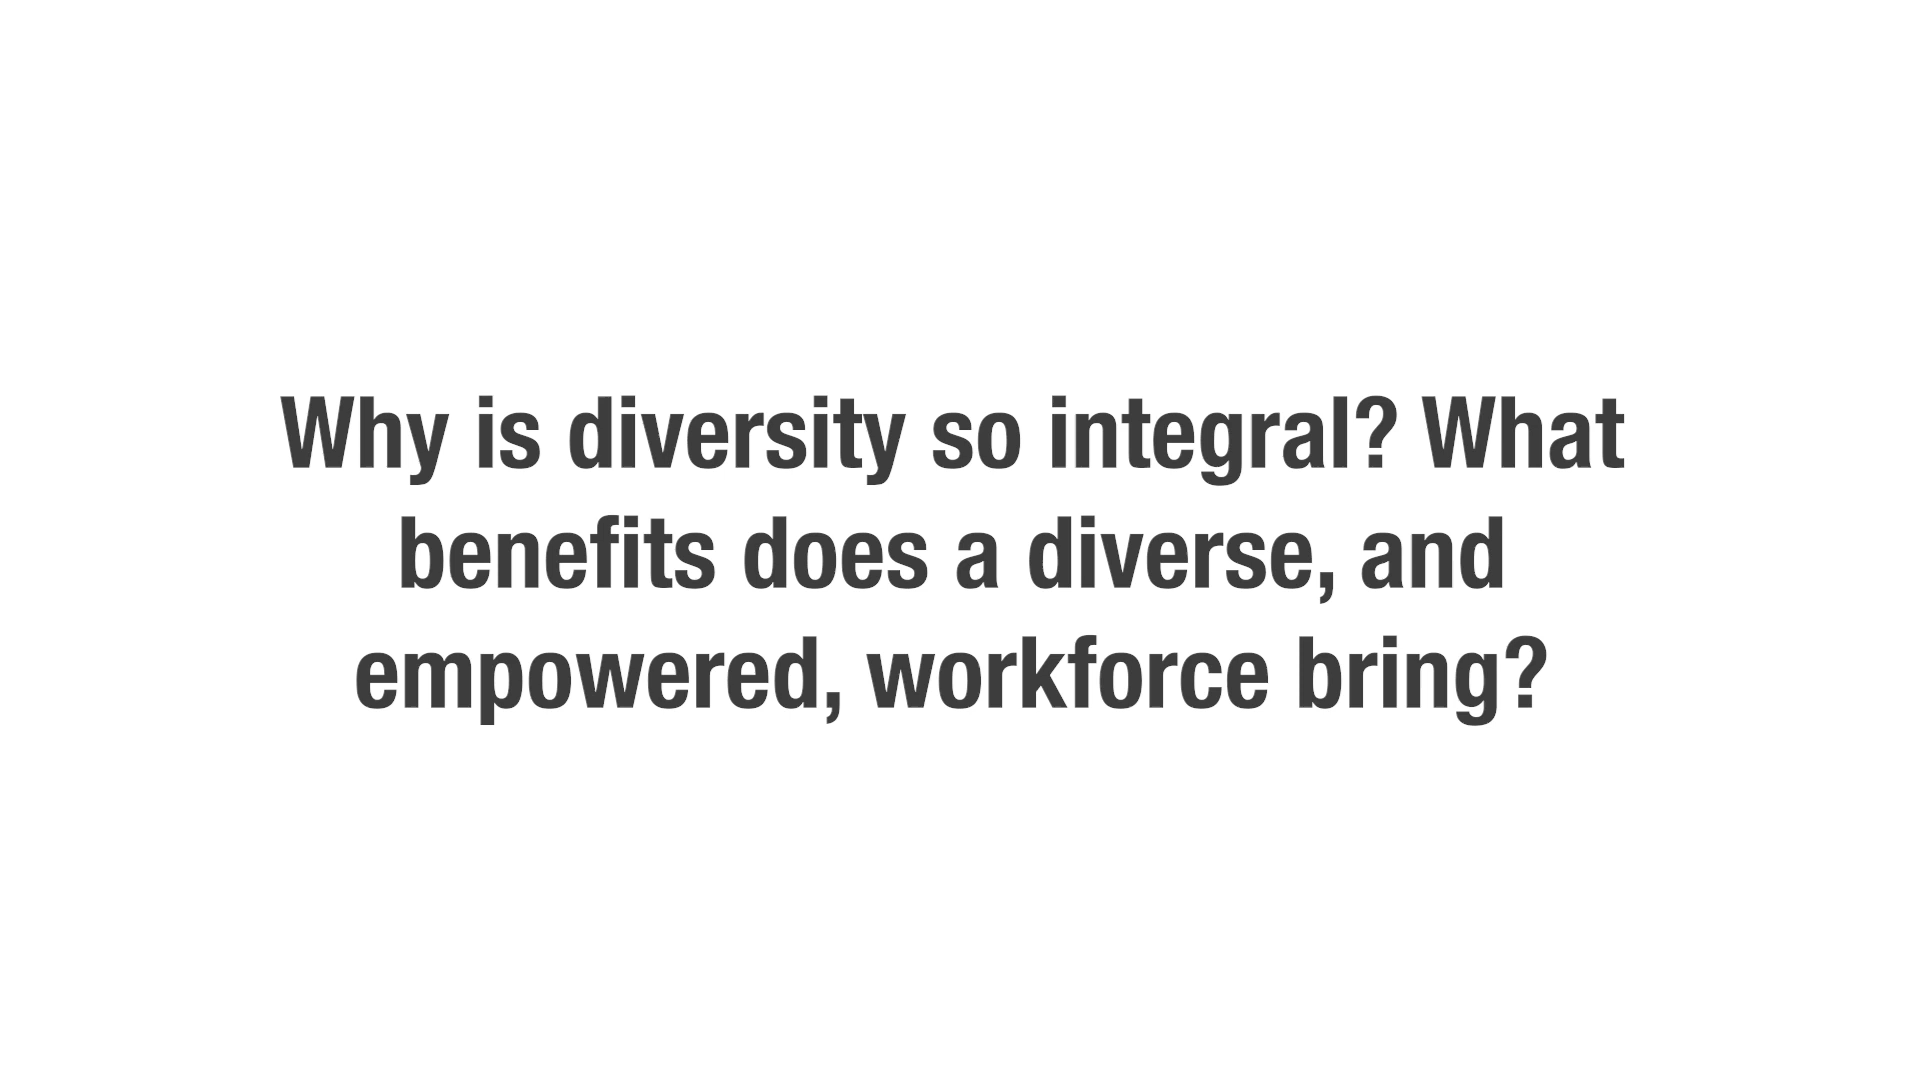 Why is diversity so integral? What
benefits does a diverse, and
empowered, workforce bring?